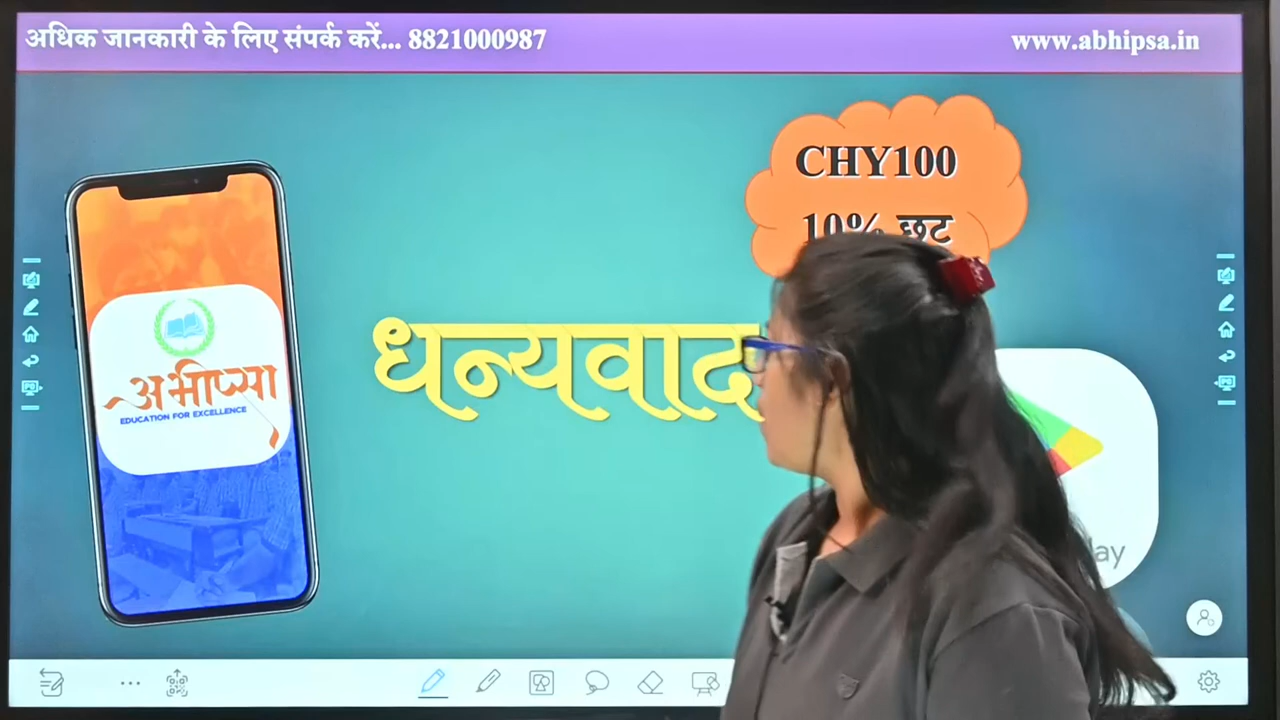 अधिक जानकारी के लिए संपर्क करें... 8821000987
www.abhipsa.in
CHY100
10% छूट
धन्यवाद
अभीप्सा
EDUCATION FOR EXCELLENCE